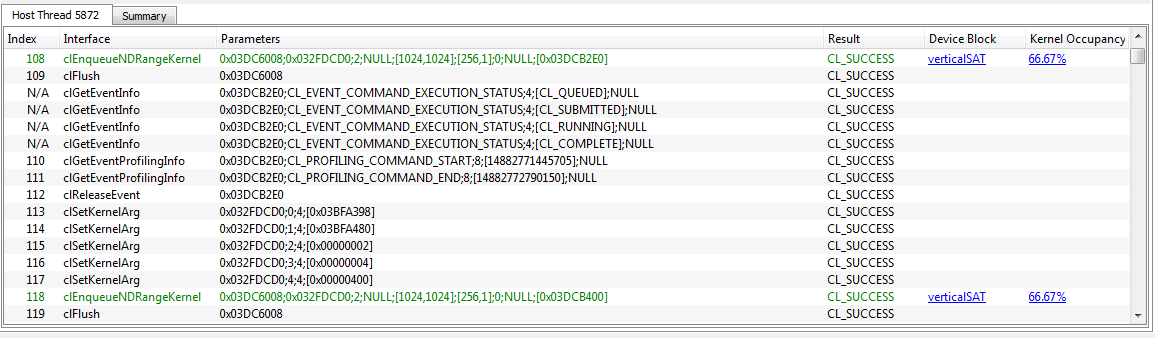 Host Thread 5872 Summary
Index Interface Parameters Result Device Block Kernel Occupancy
108 clEnqueueNDRangeKernel 0x03DC6008;0x032FDCD0;2;NULL;[1024,1024];[256,1];0;NULL;[0x03DCB2E0] CL_SUCCESS verticalSAT 66.67%
109 clFlush 0x03DC6008 CL_SUCCESS
N/A clGetEventInfo 0x03DCB2E0;CL_EVENT_COMMAND_EXECUTION_STATUS;4;[CL_QUEUED];NULL CL_SUCCESS
N/A clGetEventInfo 0x03DCB2E0;CL_EVENT_COMMAND_EXECUTION_STATUS;4;[CL_SUBMITTED];NULL CL_SUCCESS
N/A clGetEventInfo 0x03DCB2E0;CL_EVENT_COMMAND_EXECUTION_STATUS;4;[CL_RUNNING];NULL CL_SUCCESS
N/A clGetEventInfo 0x03DCB2E0;CL_EVENT_COMMAND_EXECUTION_STATUS;4;[CL_COMPLETE];NULL CL_SUCCESS
110 clGetEventProfilingInfo 0x03DCB2E0;CL_PROFILING_COMMAND_START;8;[14882771445705];NULL CL_SUCCESS
111 clGetEventProfilingInfo 0x03DCB2E0;CL_PROFILING_COMMAND_END;8;[14882772790150];NULL CL_SUCCESS
112 clReleaseEvent 0x03DCB2E0 CL_SUCCESS
113 clSetKernelArg 0x032FDCD0;0;4;[0x03BFA398] CL_SUCCESS
114 clSetKernelArg 0x032FDCD0;1;4;[0x03BFA480] CL_SUCCESS
115 clSetKernelArg 0x032FDCD0;2;4;[0x00000002] CL_SUCCESS
116 clSetKernelArg 0x032FDCD0;3;4;[0x00000004] CL_SUCCESS
117 clSetKernelArg 0x032FDCD0;4;4;[0x00000400] CL_SUCCESS
118 clEnqueueNDRangeKernel 0x03DC6008;0x032FDCD0;2;NULL;[1024,1024];[256,1];0;NULL;[0x03DCB400] CL_SUCCESS verticalSAT 66.67%
119 clFlush 0x03DC6008 CL_SUCCESS